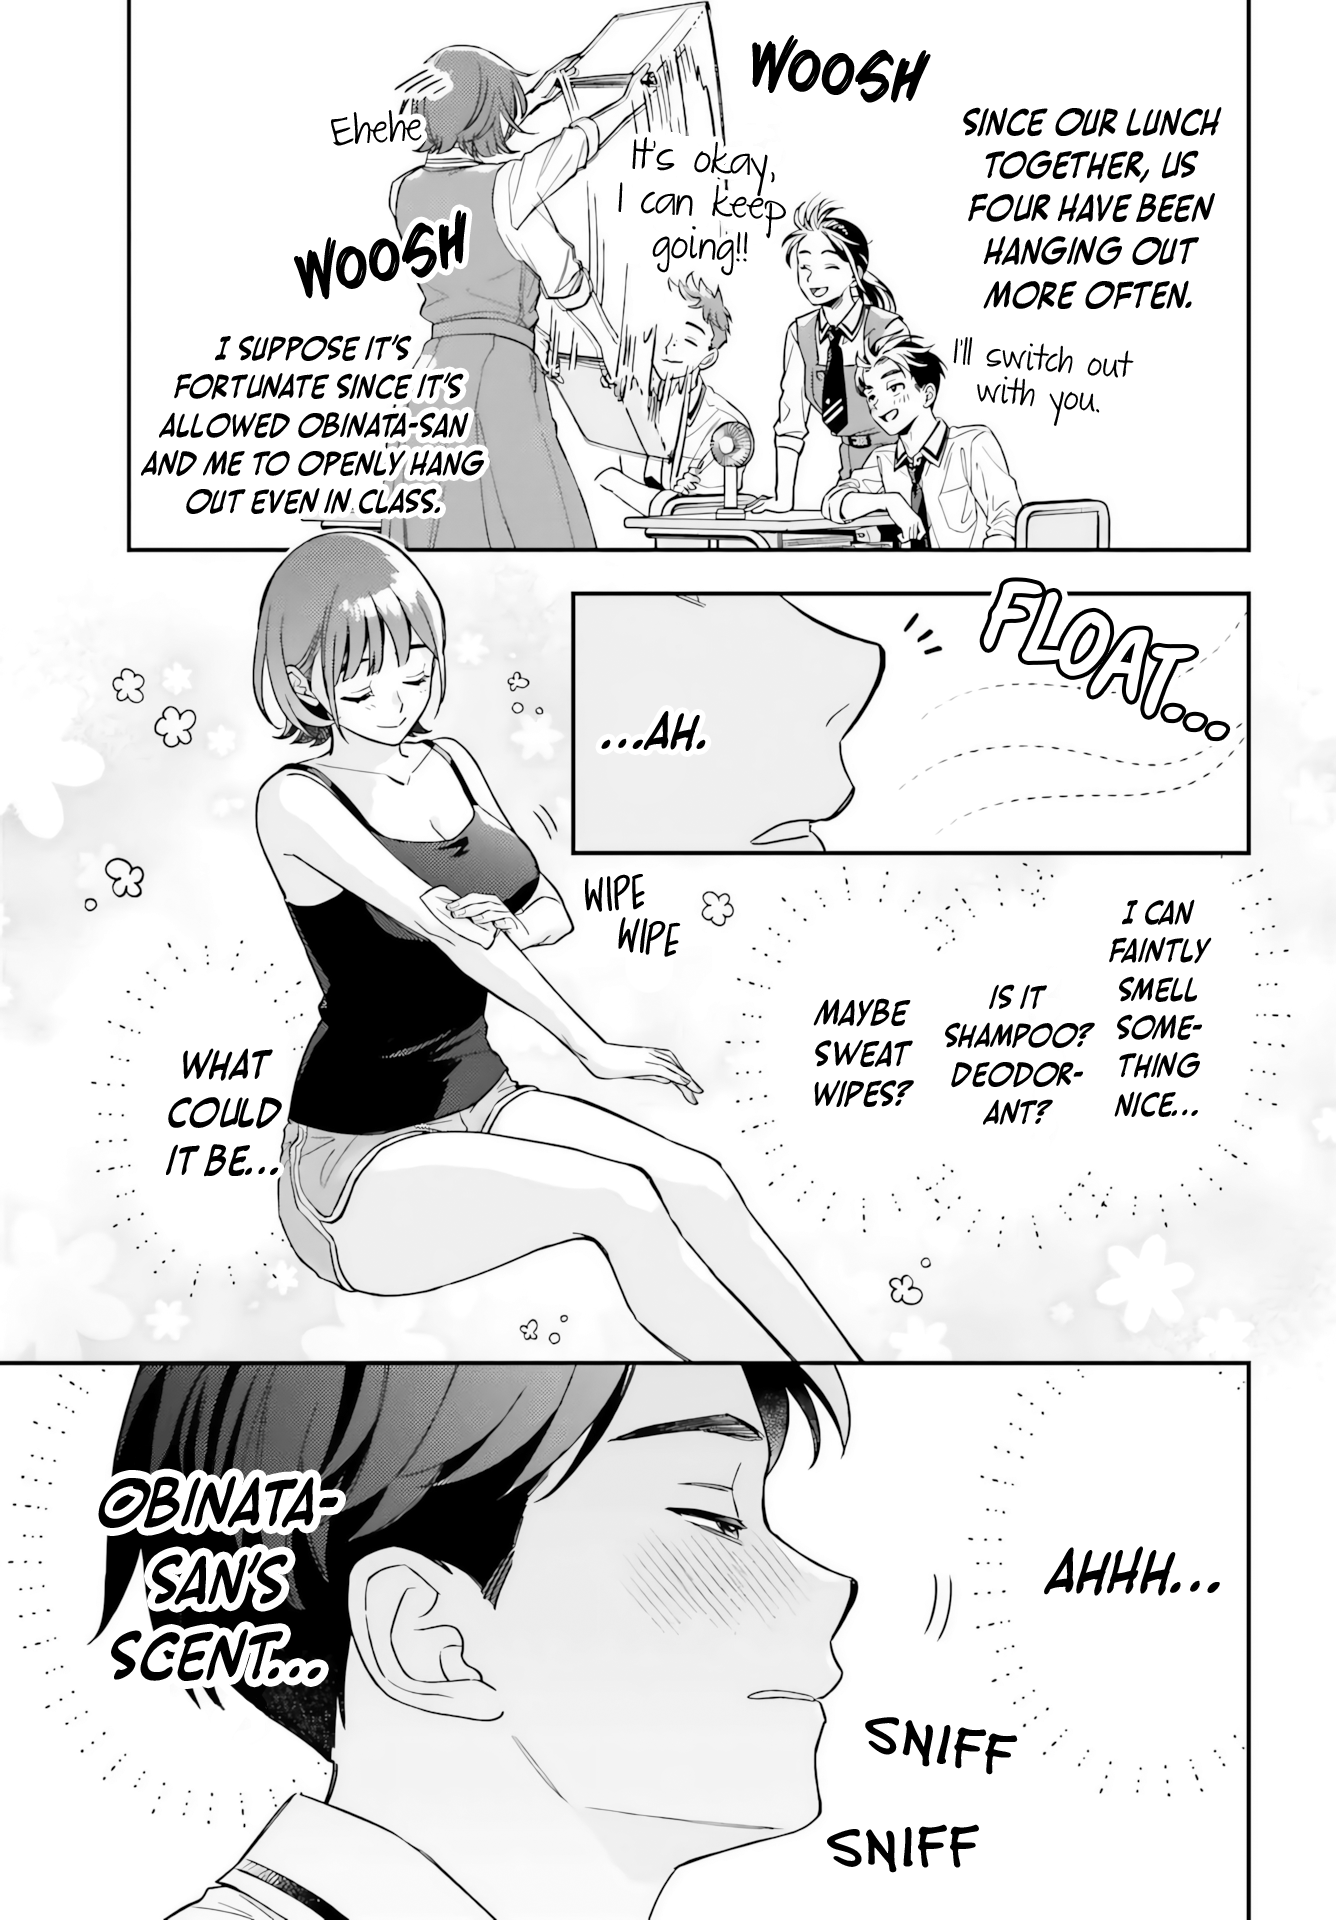 WOOSH
SINCE OUR LUNCH
TOGETHER, US
FOUR HAVE BEEN
HANGING OUT
MORE OFTEN.
Ehehe
It's okay,
I can keep
going!!
I'll switch out
with you.
WOOSH
I SUPPOSE IT'S
FORTUNATE SINCE IT'S
ALLOWED OBINATA-SAN
AND ME TO OPENLY HANG
OUT EVEN IN CLASS.
FLOAT...
...AH.
WIPE
WIPE
I CAN
FAINTLY
SMELL
SOME-
THING
NICE...
IS IT
SHAMPOO?
DEODOR-
ANT?
MAYBE
SWEAT
WIPES?
WHAT
COULD
IT BE...
AHHH...
OBINATA-
SAN'S
SCENT...
SNIFF
SNIFF